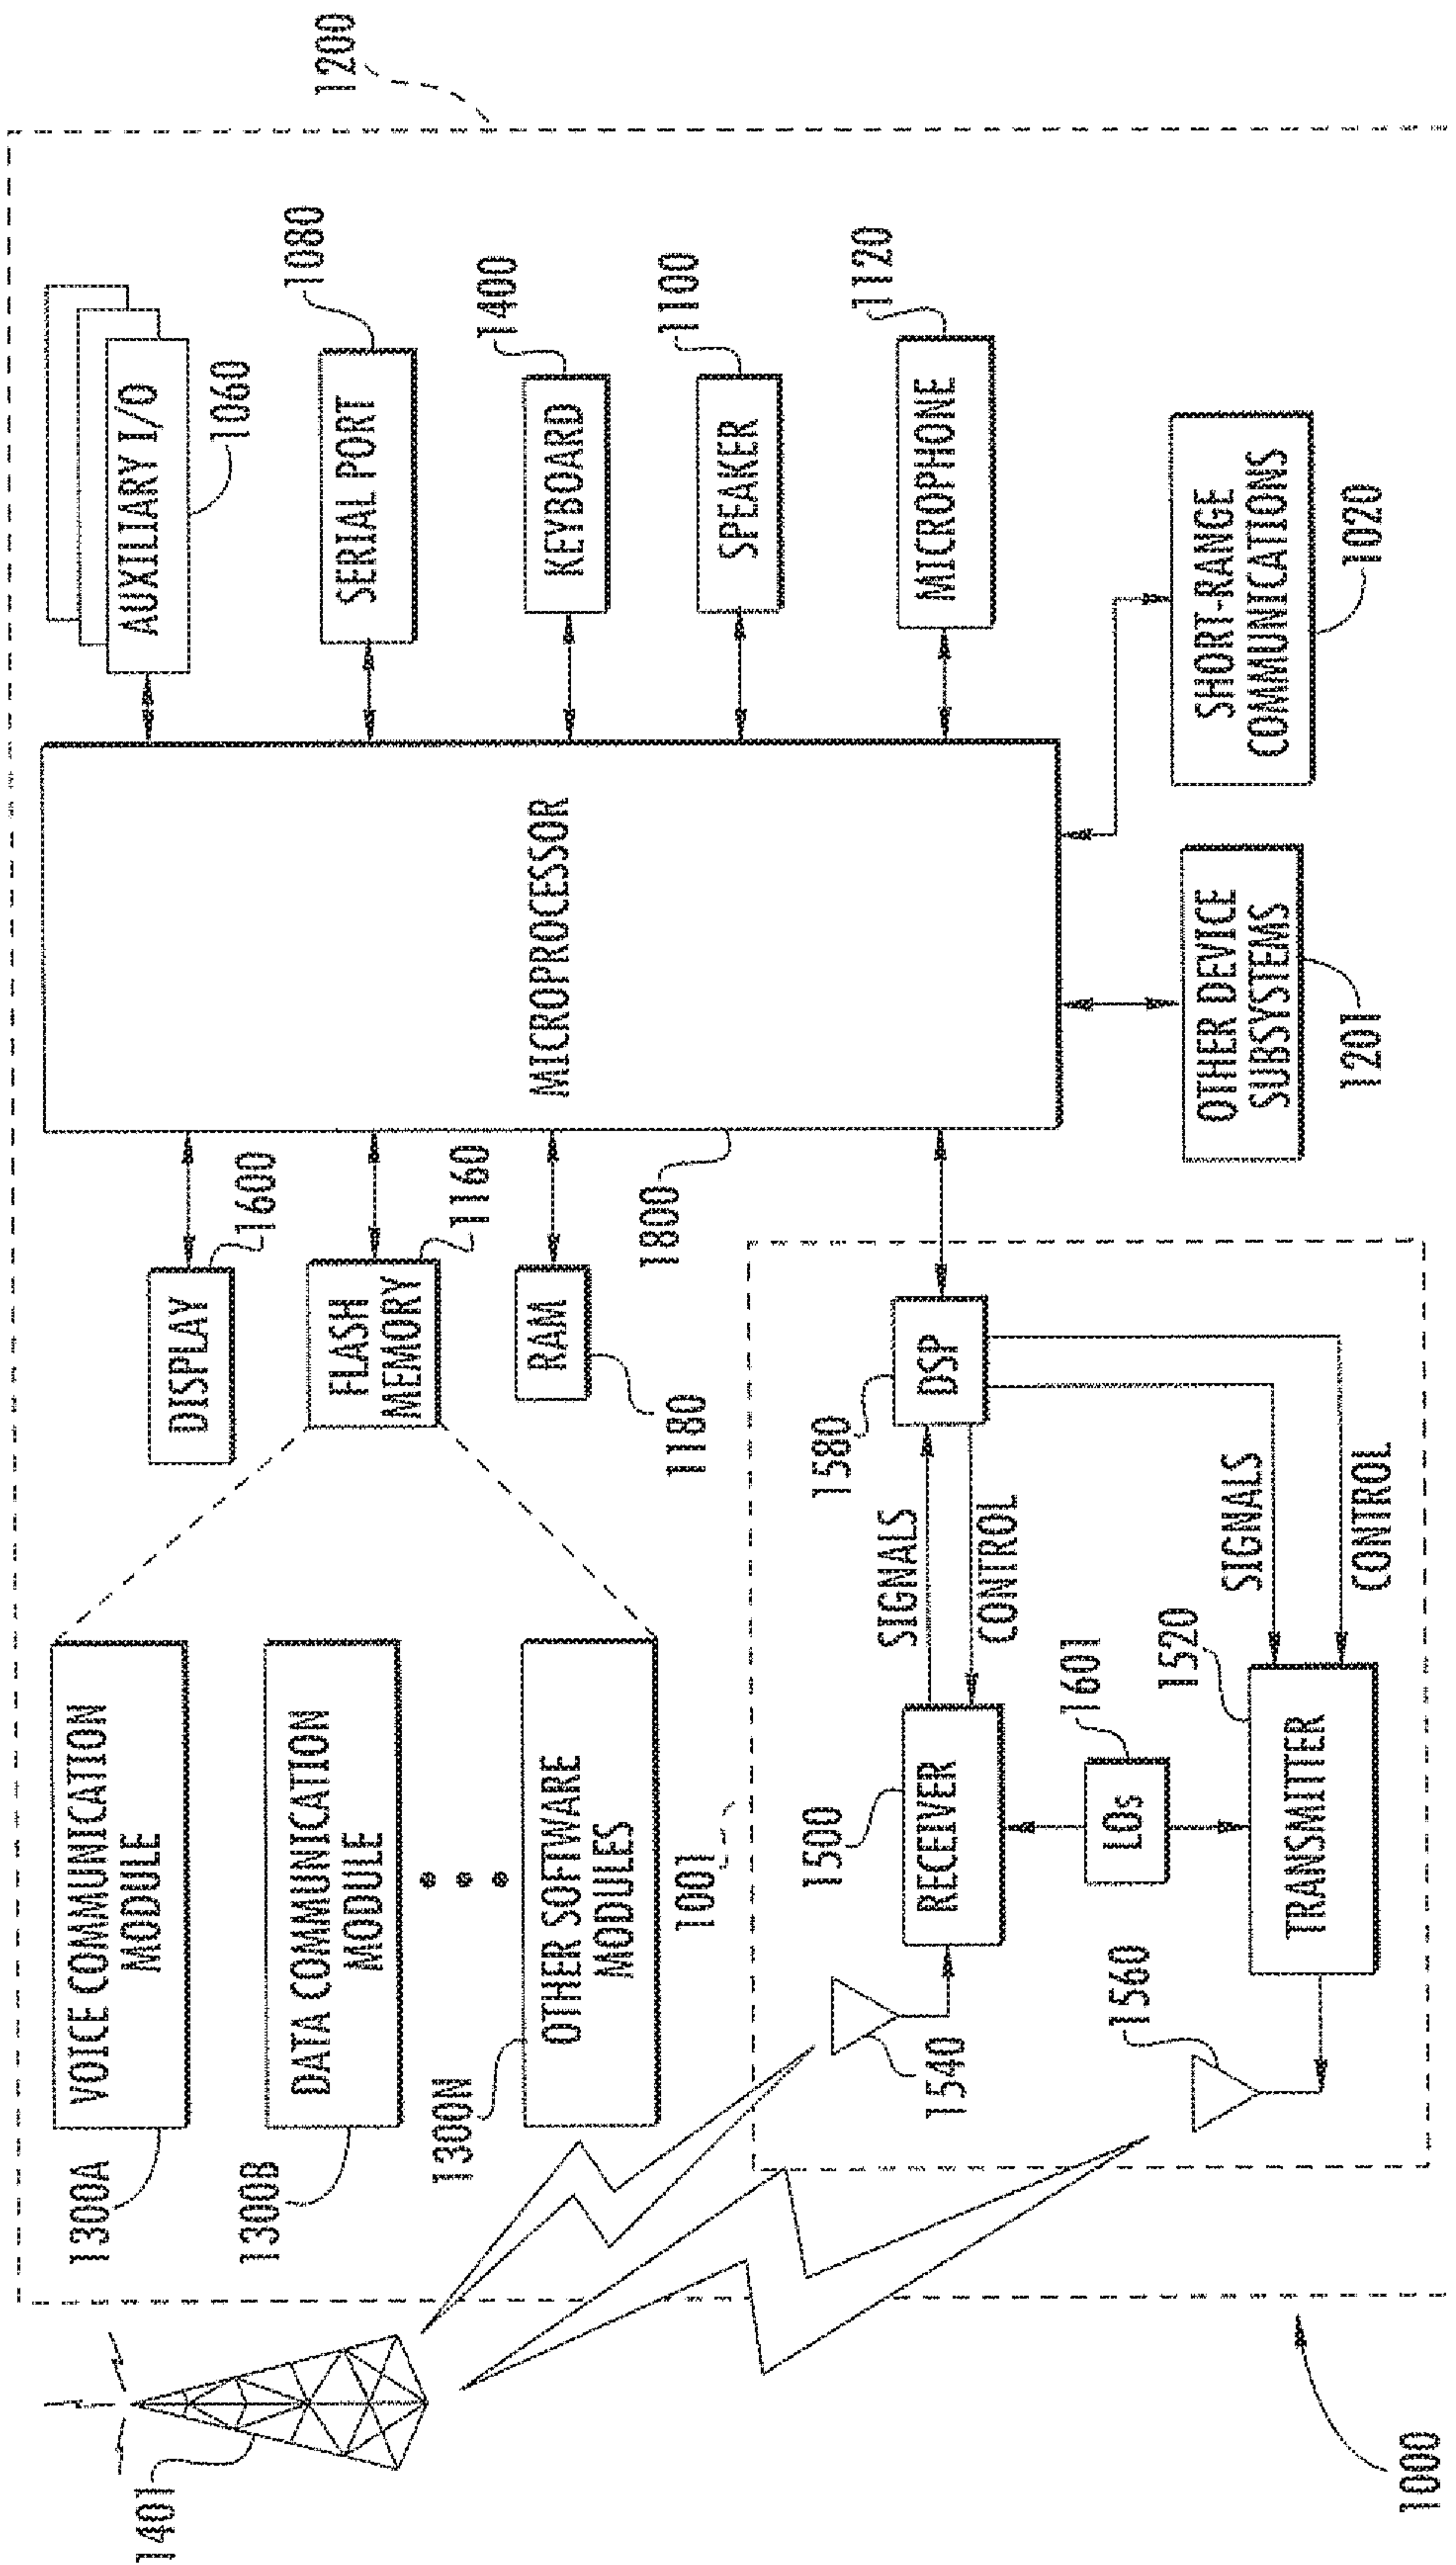 1401
1300A
VOICE COMMUNICATION
MODULE
1300B
DATA COMMUNICATION
MODULE
1300N
OTHER SOFTWARE
MODULES
DISPLAY
1600
FLASH
MEMORY
1160
RAM
1180
1800
MICROPROCESSOR
AUXILIARY I/O
1060
SERIAL PORT
1080
KEYBOARD
1400
SPEAKER
1100
MICROPHONE
1120
1200
1001
1540
1500
RECEIVER
SIGNALS
CONTROL
1580
DSP
LOs
1601
1560
TRANSMITTER
1520
SIGNALS
CONTROL
OTHER DEVICE
SUBSYSTEMS
1201
SHORT-RANGE
COMMUNICATIONS
1020
1000